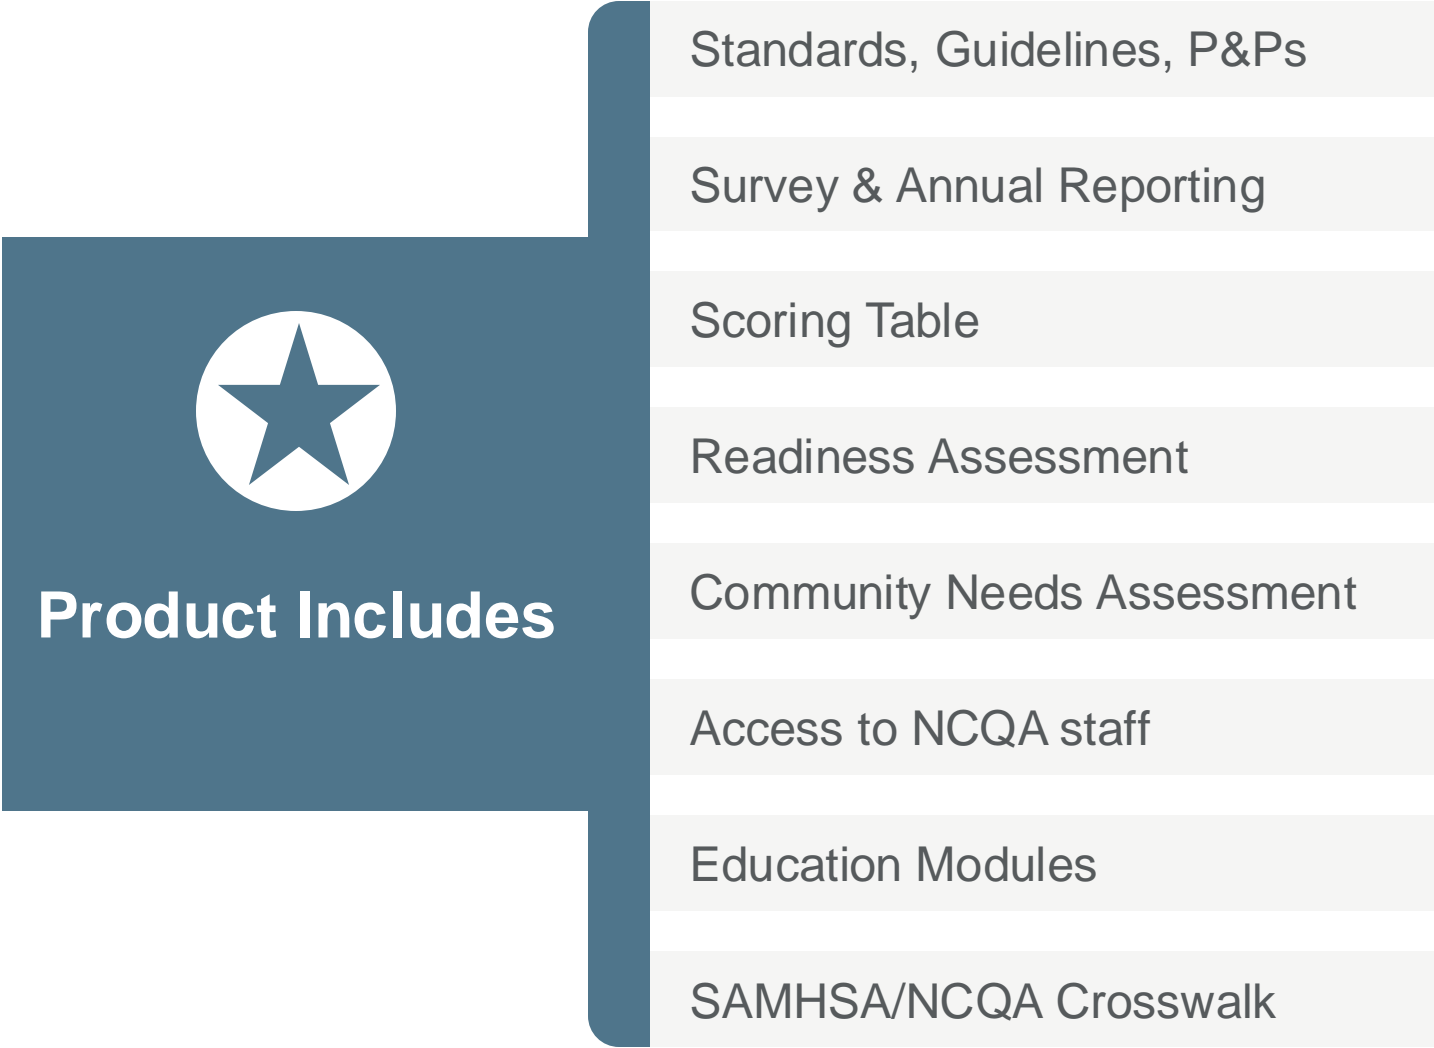 Product Includes
Standards, Guidelines, P&Ps
Survey & Annual Reporting
Scoring Table
Readiness Assessment
Community Needs Assessment
Access to NCQA staff
Education Modules
SAMHSA/NCQA Crosswalk